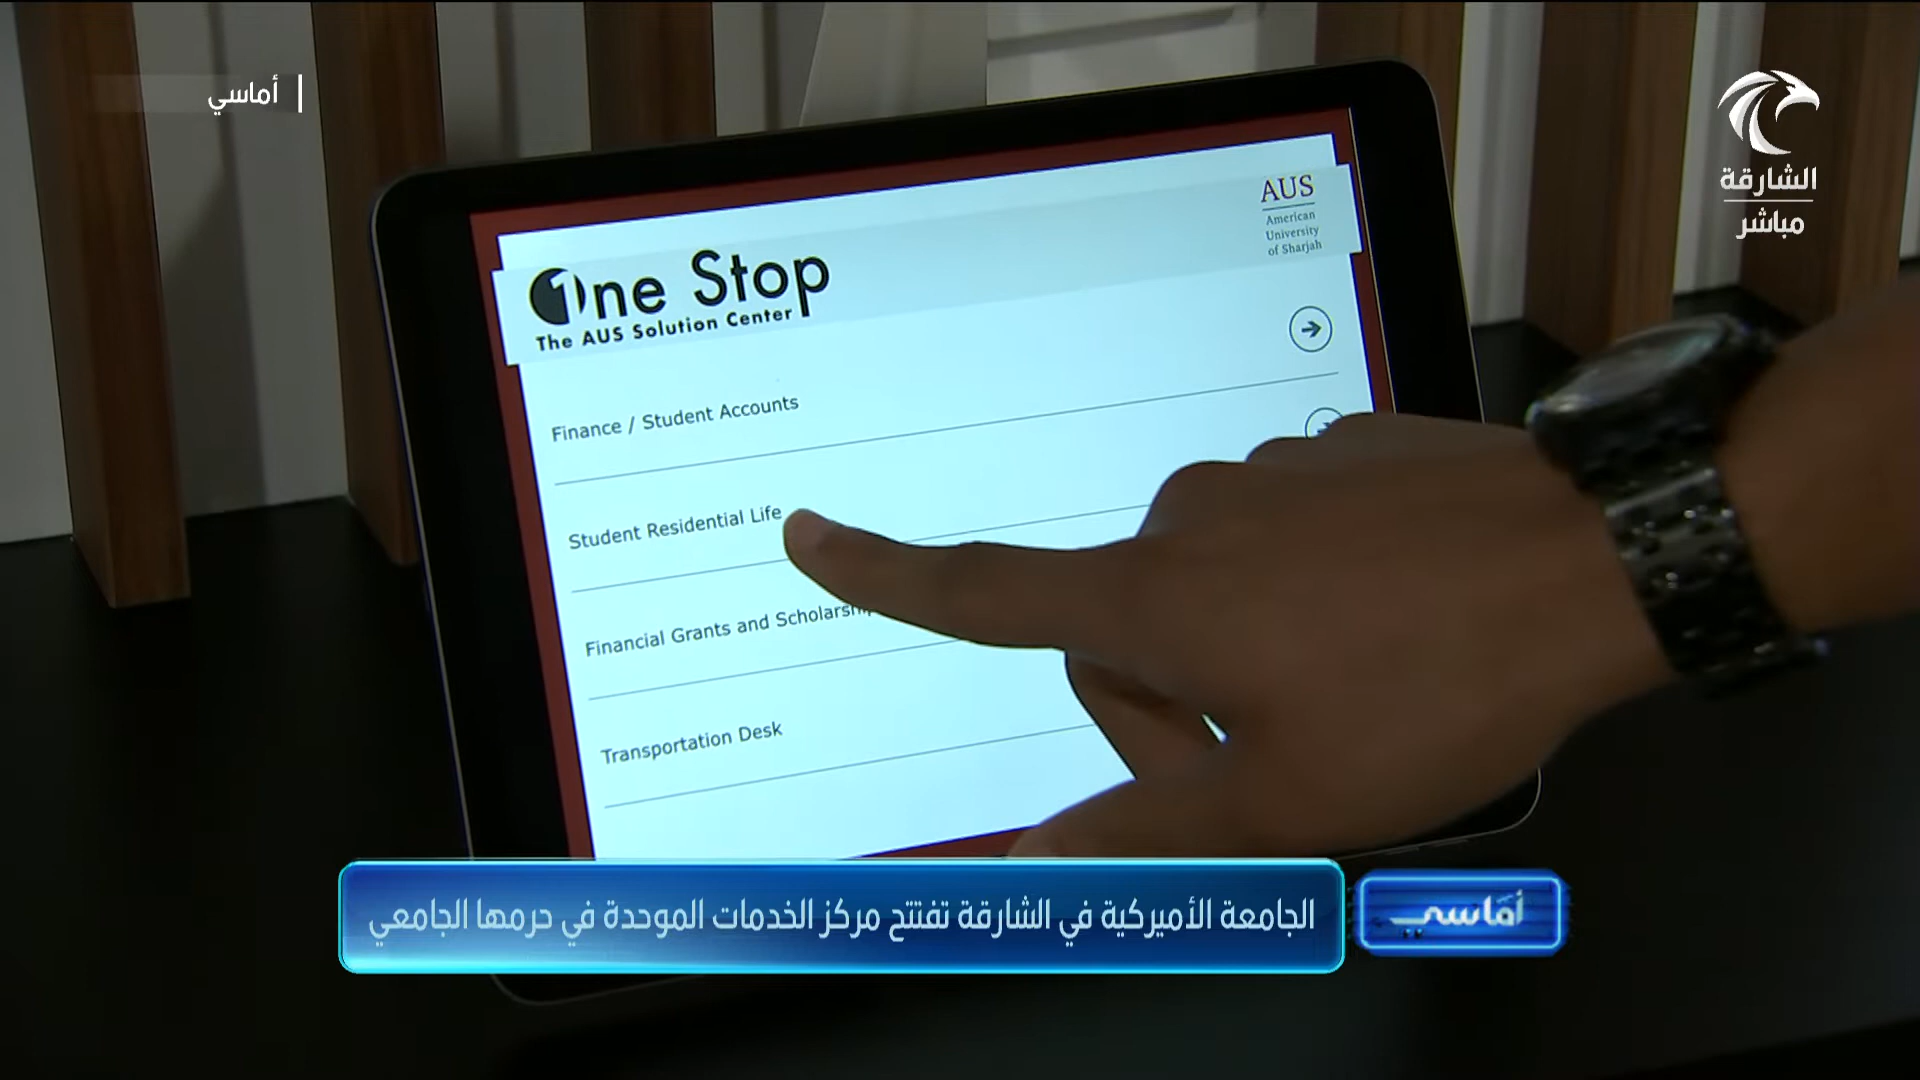 أماسي
الشارقة
مباشر
AUS
American
University
of Sharjah
One Stop
The AUS Solution Center
Finance / Student Accounts
Student Residential Life
Financial Grants and
Transportation Desk
الجامعة الأميركية في الشارقة تفتتح مركز الخدمات الموحدة في حرمها الجامعي
أماسي